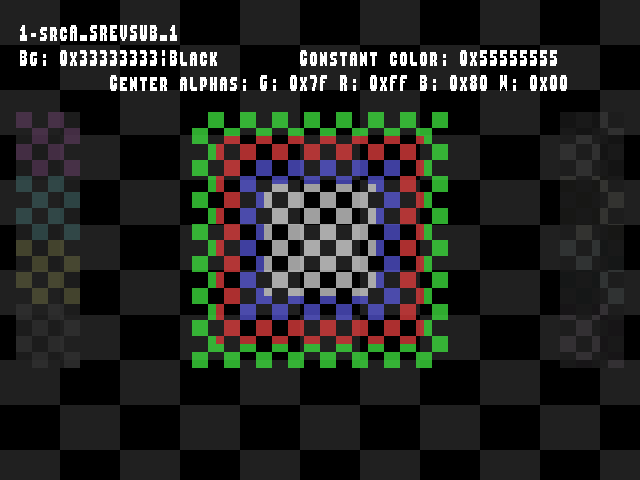 1-srcA_SREVSUB_1
Bg: 0x33333333|Black Constant color: 0x55555555
Center alphas: G: 0x7f R: 0xff B: 0x80 W: 0x00